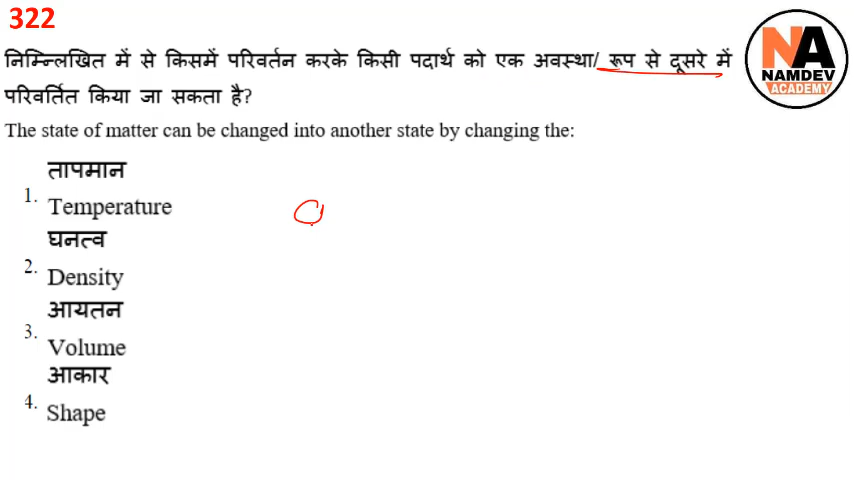 322
निम्नलिखित में से किसमें परिवर्तन करके किसी पदार्थ को एक अवस्था/ रूप से दूसरे में
परिवर्तित किया जा सकता है?
The state of matter can be changed into another state by changing the:
तापमान
1. Temperature
घनत्व
2. Density
आयतन
3. Volume
आकार
4. Shape
NA
NAMDEV
ACADEMY